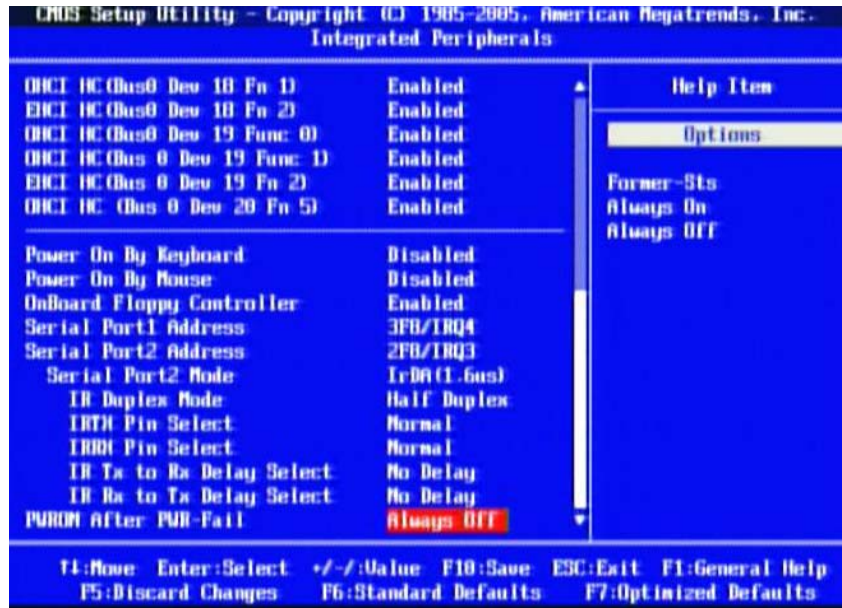 CMOS Setup Utility - Copyright (C) 1985-2005, American Megatrends, Inc.
Integrated Peripherals
OHCI HC(Bus0 Dev 18 Fn 1) Enabled
EHCI HC(Bus0 Dev 18 Fn 2) Enabled
OHCI HC(Bus0 Dev 19 Func 0) Enabled
OHCI HC(Bus 0 Dev 19 Func 1) Enabled
EHCI HC(Bus 0 Dev 19 Fn 2) Enabled
OHCI HC (Bus 0 Dev 20 Fn 5) Enabled
Power On By Keyboard Disabled
Power On By Mouse Disabled
OnBoard Floppy Controller Enabled
Serial Port1 Address 3F8/IRQ4
Serial Port2 Address 2F8/IRQ3
Serial Port2 Mode IrDA(1.6us)
IR Duplex Mode Half Duplex
IRTX Pin Select Normal
IRRX Pin Select Normal
IR Tx to Rx Delay Select No Delay
IR Rx to Tx Delay Select No Delay
PWRON After PWR-Fail Always Off
Help Item
Options
Former-Sts
Always On
Always Off
↑↓:Move Enter:Select +/-/:Value F10:Save ESC:Exit F1:General Help
F5:Discard Changes F6:Standard Defaults F7:Optimized Defaults